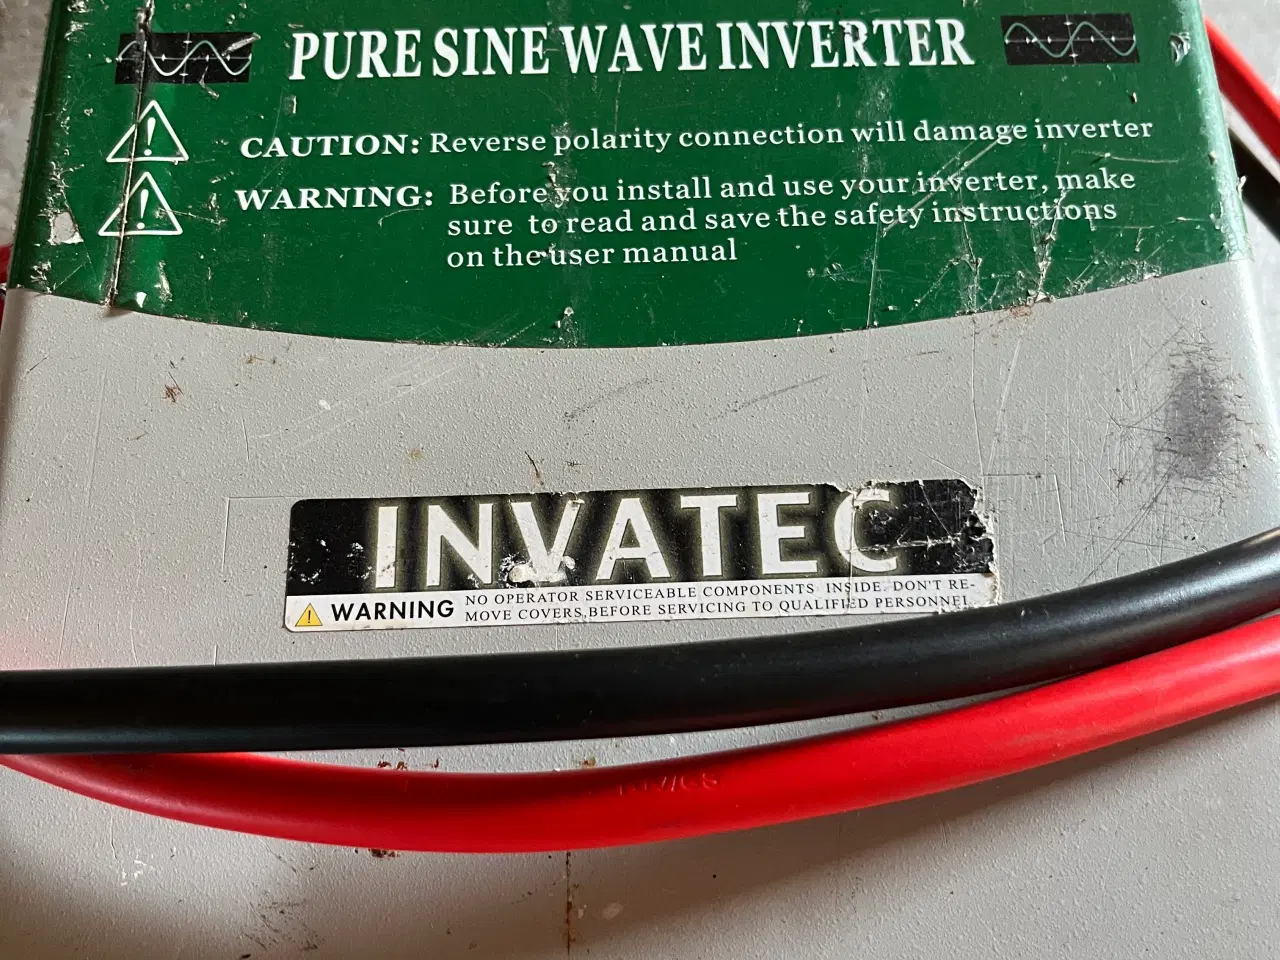 PURE SINE WAVE INVERTER
CAUTION: Reverse polarity connection will damage inverter
WARNING: Before you install and use your inverter, make
sure to read and save the safety instructions
on the user manual
INVATEC
WARNING NO OPERATOR SERVICEABLE COMPONENTS INSIDE. DON'T RE-
MOVE COVERS,BEFORE SERVICING TO QUALIFIED PERSONNEL